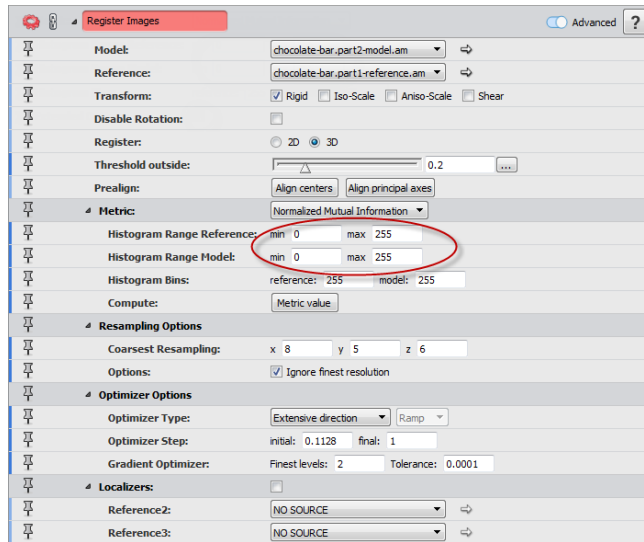 Register Images Advanced ?
Model: chocolate-bar.part2-model.am
Reference: chocolate-bar.part1-reference.am
Transform: Rigid Iso-Scale Aniso-Scale Shear
Disable Rotation:
Register: 2D 3D
Threshold outside: 0.2 ...
Prealign: Align centers Align principal axes
Metric: Normalized Mutual Information
Histogram Range Reference: min 0 max 255
Histogram Range Model: min 0 max 255
Histogram Bins: reference: 255 model: 255
Compute: Metric value
Resampling Options
Coarsest Resampling: x 8 y 5 z 6
Options: Ignore finest resolution
Optimizer Options
Optimizer Type: Extensive direction Ramp
Optimizer Step: initial: 0.1128 final: 1
Gradient Optimizer: Finest levels: 2 Tolerance: 0.0001
Localizers:
Reference2: NO SOURCE
Reference3: NO SOURCE